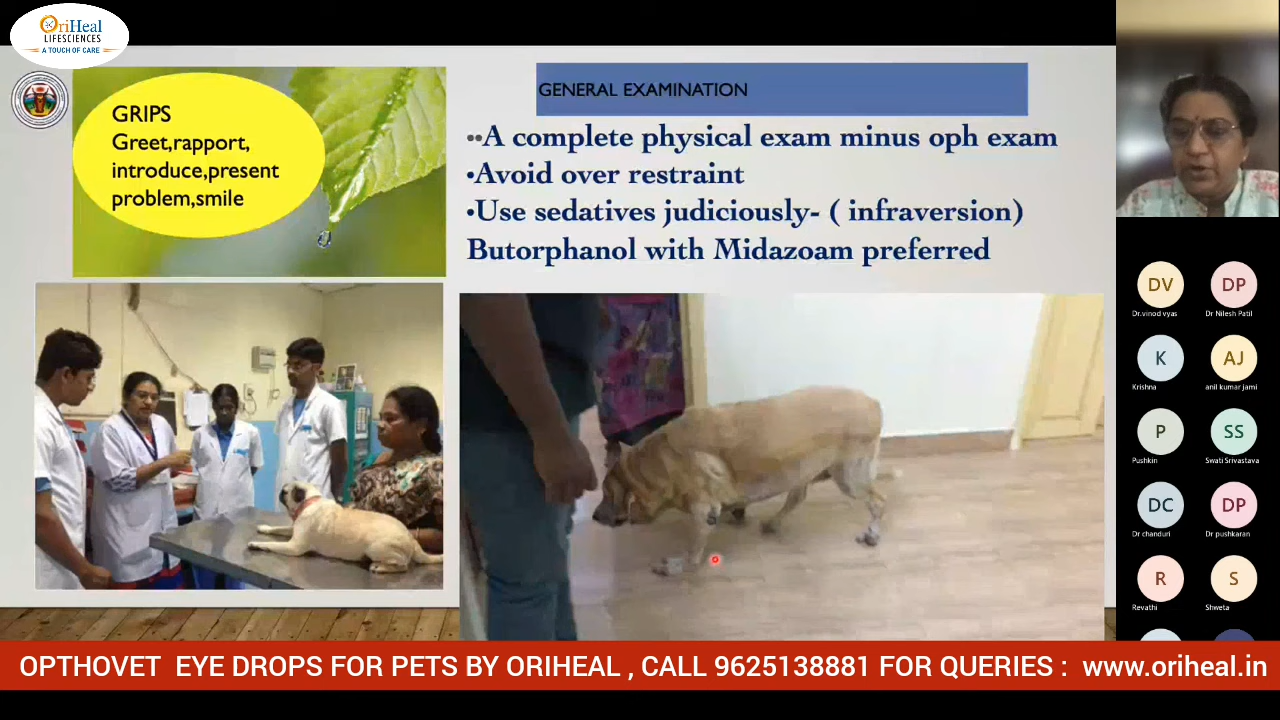 OriHeal
LIFESCIENCES
A TOUCH OF CARE
GRIPS
Greet,rapport,
introduce,present
problem,smile
GENERAL EXAMINATION
••A complete physical exam minus oph exam
•Avoid over restraint
•Use sedatives judiciously- ( infraversion)
Butorphanol with Midazoam preferred
DV
DP
Dr.vinod vyas
Dr Nilesh Patil
K
AJ
Krishna
anil kumar jami
P
SS
Pushkin
Swati Srivastava
DC
DP
Dr chanduri
Dr pushkaran
R
S
Revathi
Shweta
OPTHOVET EYE DROPS FOR PETS BY ORIHEAL , CALL 9625138881 FOR QUERIES : www.oriheal.in